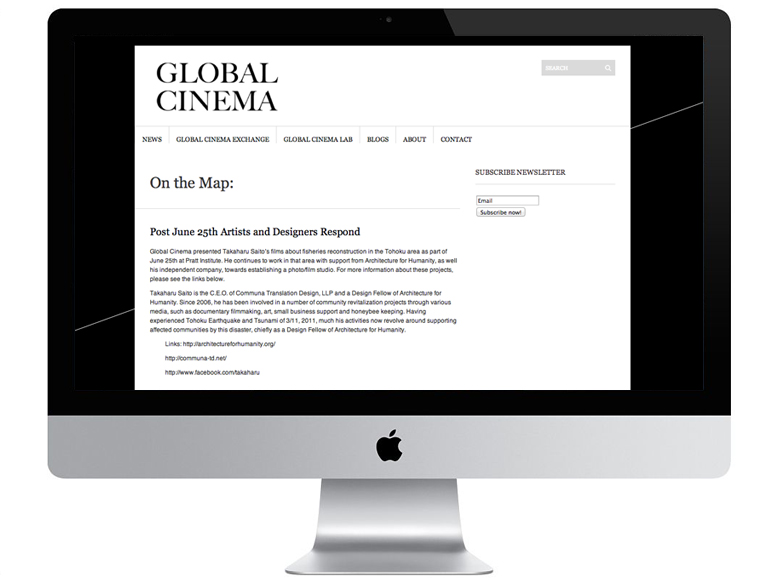 GLOBAL
CINEMA
SEARCH
NEWS
GLOBAL CINEMA EXCHANGE
GLOBAL CINEMA LAB
BLOGS
ABOUT
CONTACT
On the Map:
SUBSCRIBE NEWSLETTER
Email
Subscribe now!
Post June 25th Artists and Designers Respond
Global Cinema presented Takaharu Saito's films about fisheries reconstruction in the Tohoku area as part of
June 25th at Pratt Institute. He continues to work in that area with support from Architecture for Humanity, as well
his independent company, towards establishing a photo/film studio. For more information about these projects,
please see the links below.
Takaharu Saito is the C.E.O. of Communa Translation Design, LLP and a Design Fellow of Architecture for
Humanity. Since 2006, he has been involved in a number of community revitalization projects through various
media, such as documentary filmmaking, art, small business support and honeybee keeping. Having
experienced Tohoku Earthquake and Tsunami of 3/11, 2011, much his activities now revolve around supporting
affected communities by this disaster, chiefly as a Design Fellow of Architecture for Humanity.
Links: http://architectureforhumanity.org/
http://communa-td.net/
http://www.facebook.com/takaharu